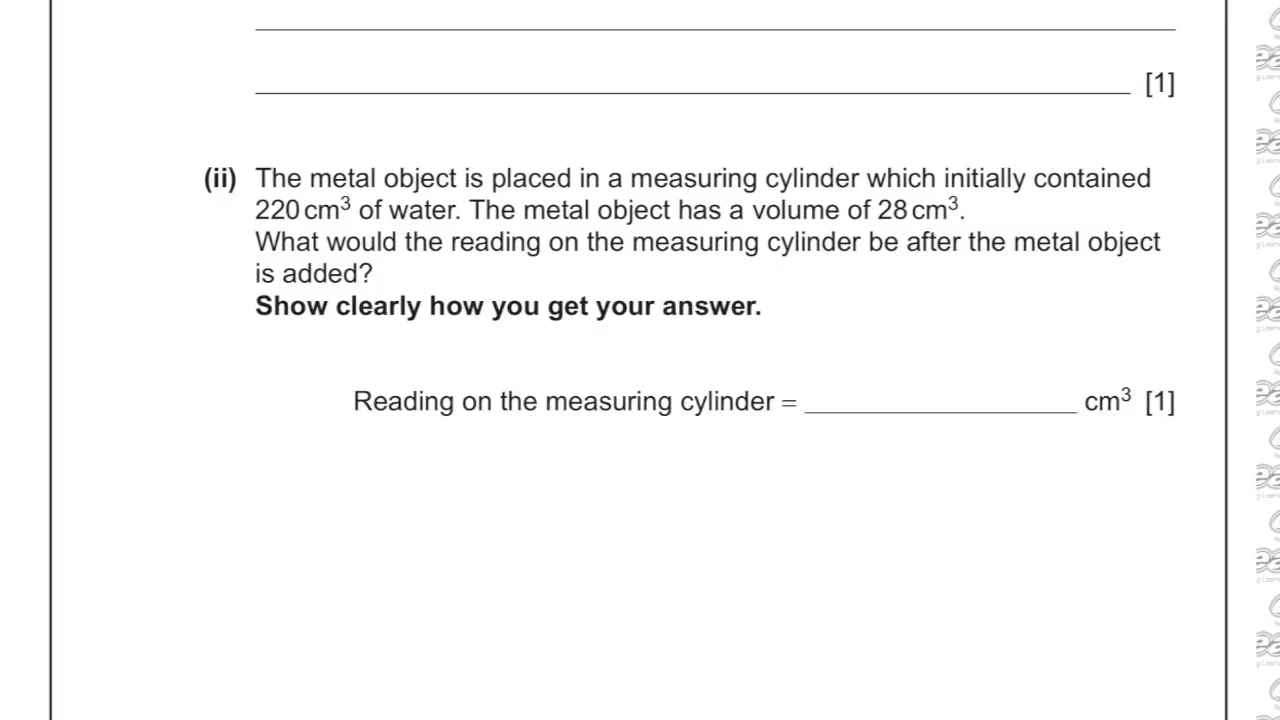 [1]
(ii) The metal object is placed in a measuring cylinder which initially contained
220 cm³ of water. The metal object has a volume of 28 cm³.
What would the reading on the measuring cylinder be after the metal object
is added?
Show clearly how you get your answer.
Reading on the measuring cylinder = ____________ cm³ [1]